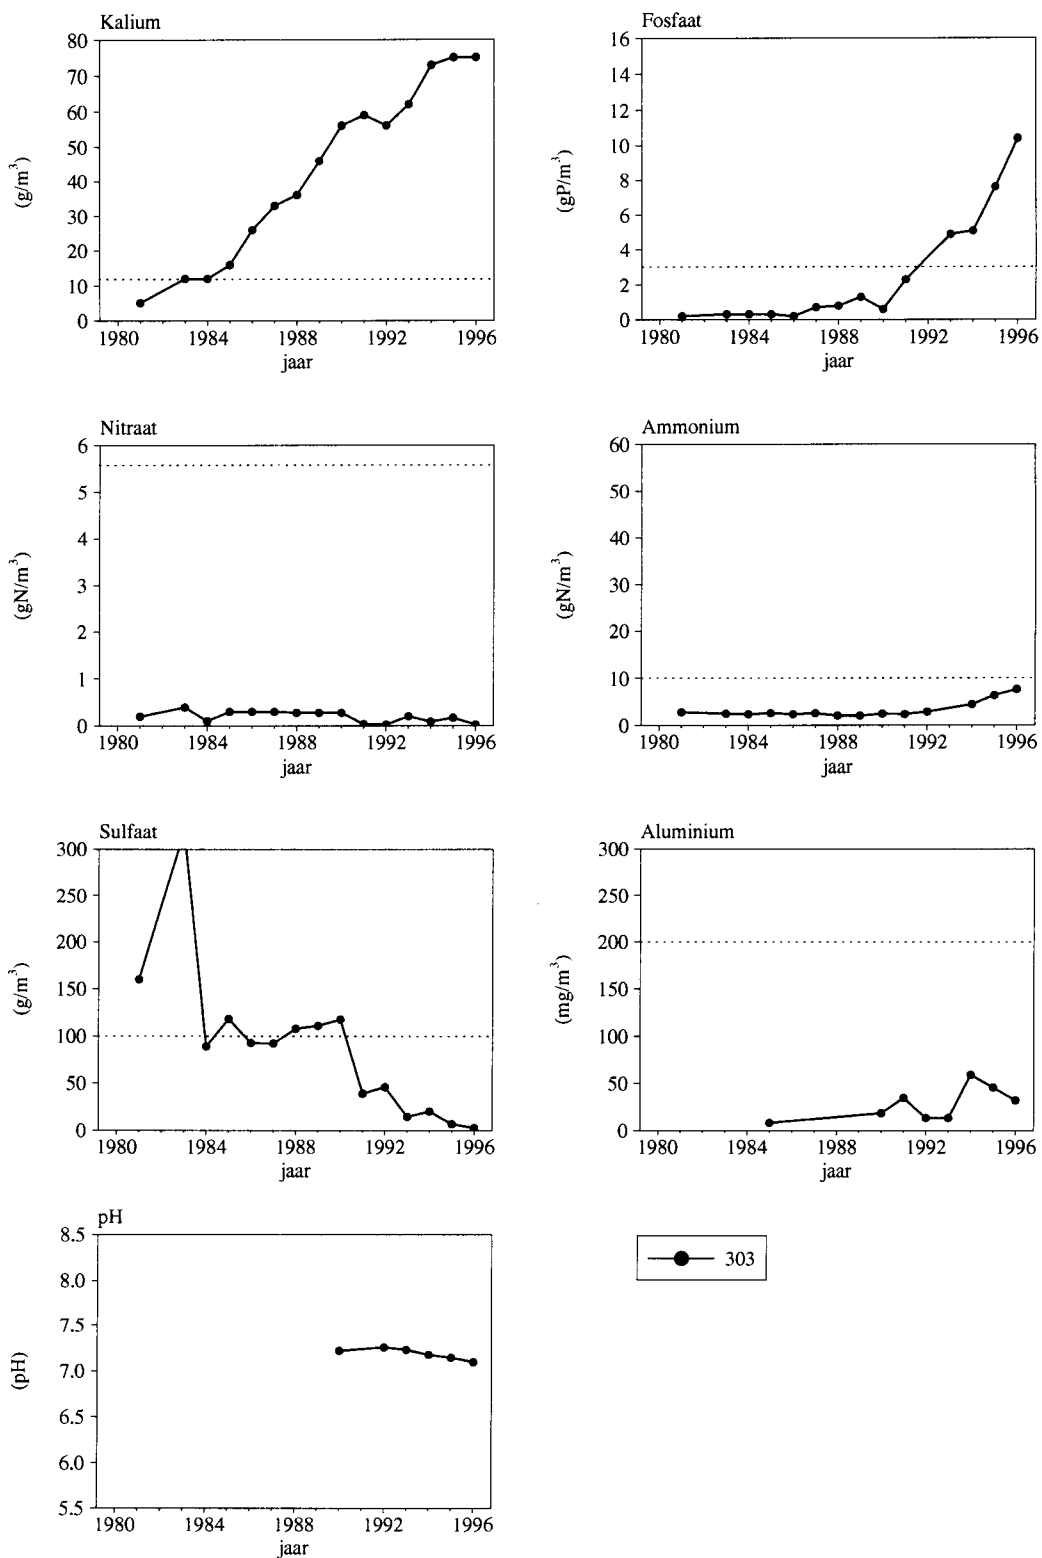 Kalium
80
70
60
50
40
30
20
10
0
(g/m³)
1980 1984 1988 1992 1996
jaar
Fosfaat
16
14
12
10
8
6
4
2
0
(gP/m³)
1980 1984 1988 1992 1996
jaar
Nitraat
6
5
4
3
2
1
0
(gN/m³)
1980 1984 1988 1992 1996
jaar
Ammonium
60
50
40
30
20
10
0
(gN/m³)
1980 1984 1988 1992 1996
jaar
Sulfaat
300
250
200
150
100
50
0
(g/m³)
1980 1984 1988 1992 1996
jaar
Aluminium
300
250
200
150
100
50
0
(mg/m³)
1980 1984 1988 1992 1996
jaar
pH
8.5
8.0
7.5
7.0
6.5
6.0
5.5
(pH)
1980 1984 1988 1992 1996
jaar
303